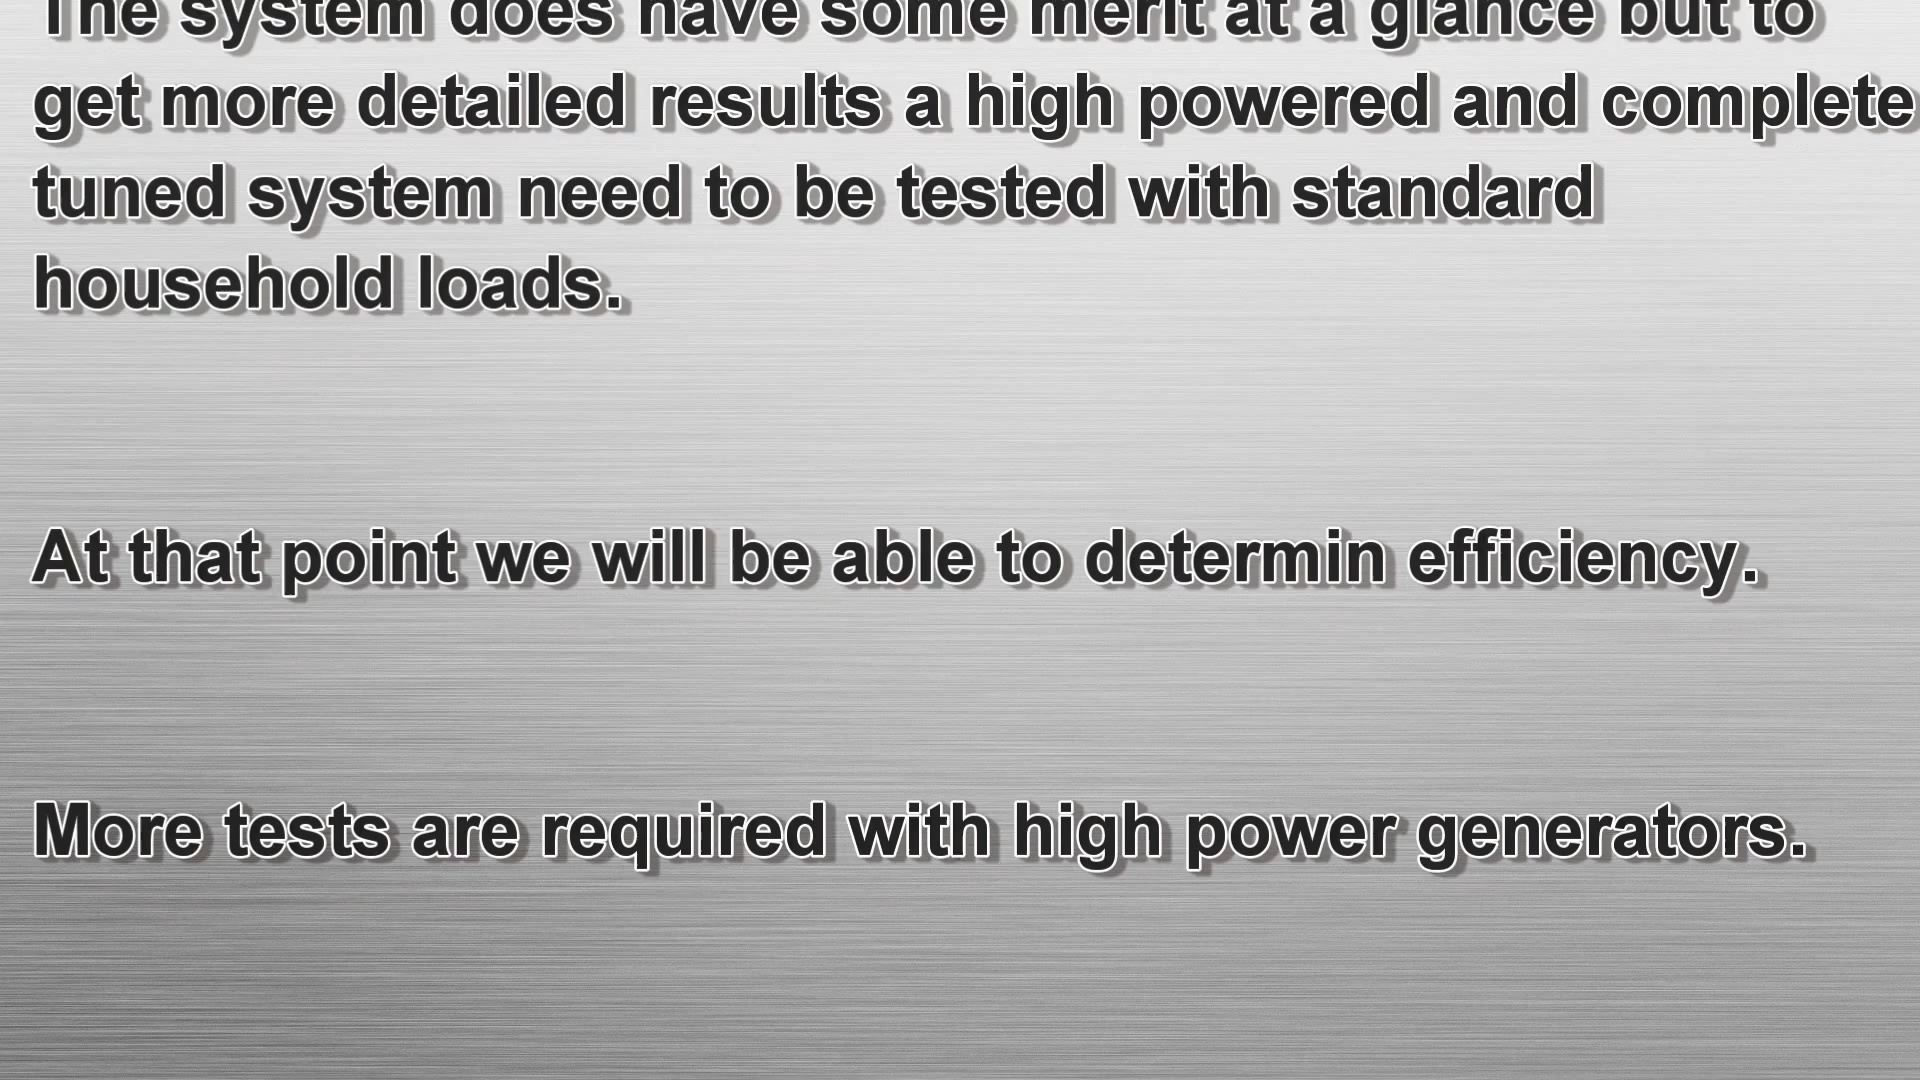 The system does have some merit at a glance but to
get more detailed results a high powered and complete
tuned system need to be tested with standard
household loads.
At that point we will be able to determin efficiency.
More tests are required with high power generators.